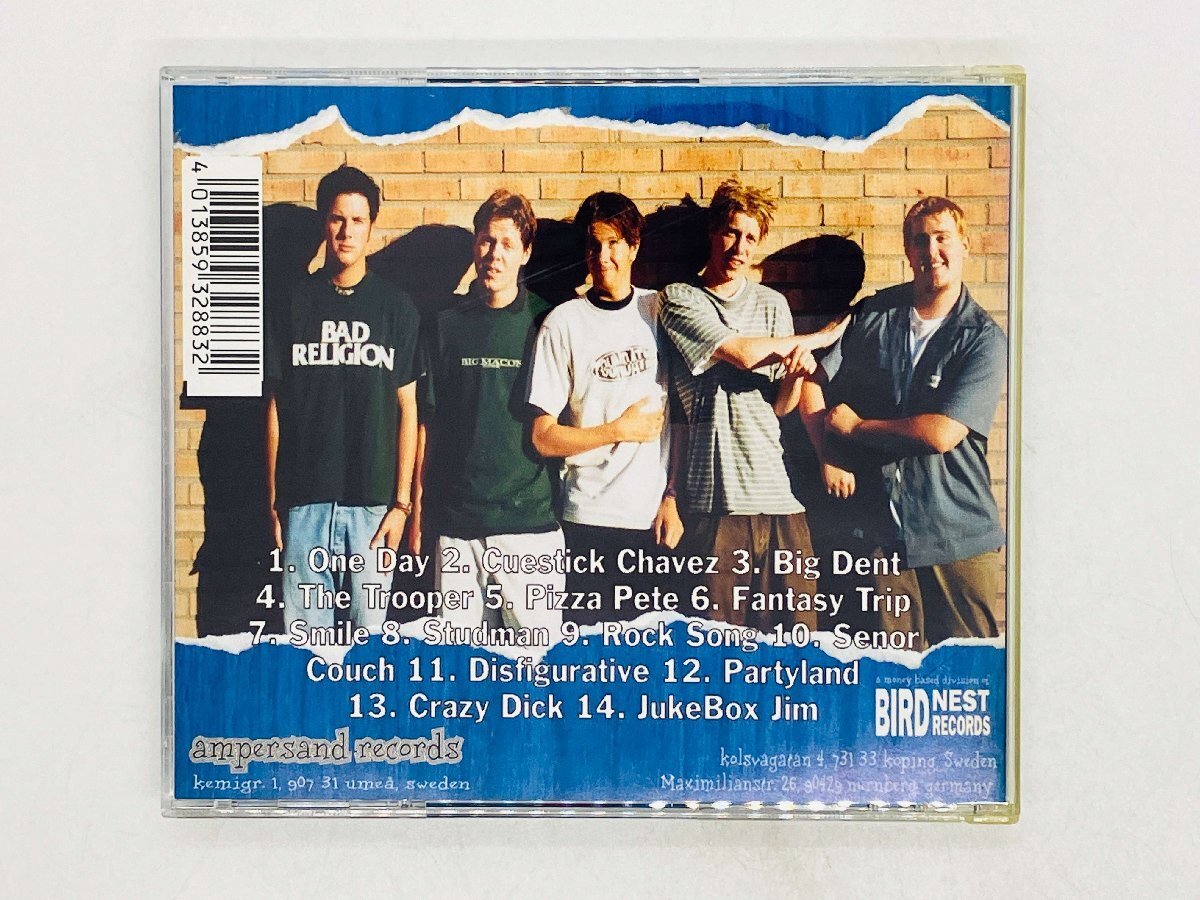 4 013859 328832
BAD
RELIGION
BIG MACON
1. One Day 2. Cuestick Chavez 3. Big Dent
4. The Trooper 5. Pizza Pete 6. Fantasy Trip
7. Smile 8. Studman 9. Rock Song 10. Senor
Couch 11. Disfigurative 12. Partyland
13. Crazy Dick 14. JukeBox Jim
a money based division of
BIRD NEST
RECORDS
ampersand records
kemigr. 1, 907 31 umeå, sweden
kolsvagatan 4, 731 33 koping, Sweden
Maximilianstr. 26, 90429 nurnberg, germany